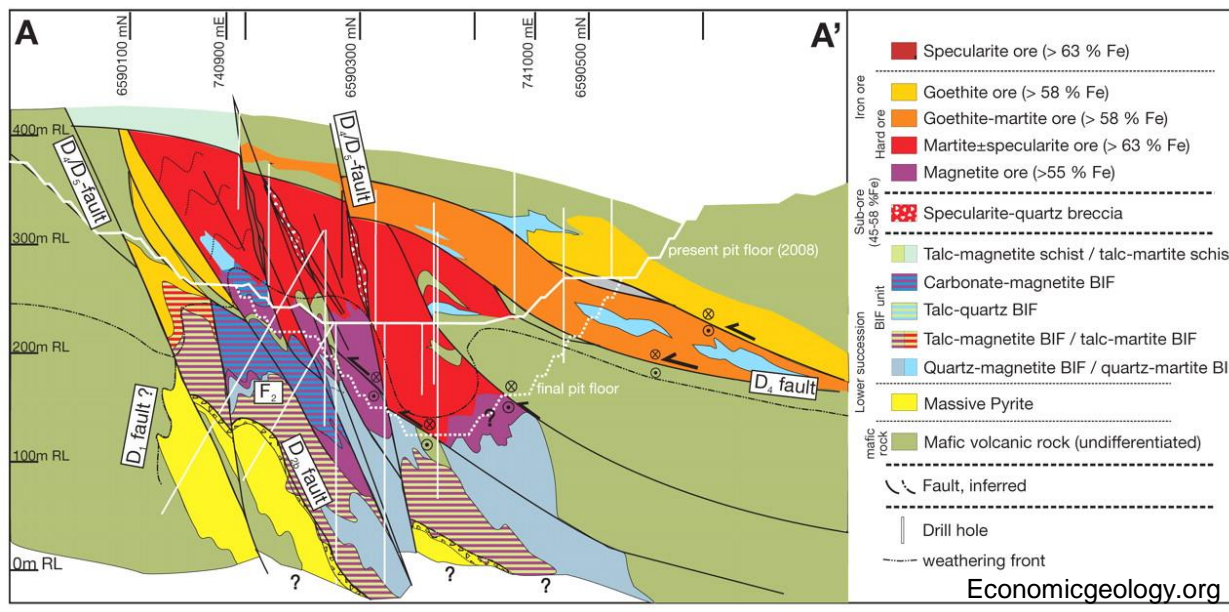 A
A'
6590100 mN
740900 mE
6590300 mN
741000 mE
6590500 mN
400m RL
300m RL
200m RL
100m RL
0m RL
D4/D5-fault
D4/D5-fault
present pit floor (2008)
final pit floor
D4 fault
D1 fault ?
F2
D2b fault
?
?
?
?
Iron ore
Hard ore
Sub-ore
(45-58 %Fe)
BIF unit
Lower succession
mafic
rock
Specularite ore (> 63 % Fe)
Goethite ore (> 58 % Fe)
Goethite-martite ore (> 58 % Fe)
Martite±specularite ore (> 63 % Fe)
Magnetite ore (>55 % Fe)
Specularite-quartz breccia
Talc-magnetite schist / talc-martite schis
Carbonate-magnetite BIF
Talc-quartz BIF
Talc-magnetite BIF / talc-martite BIF
Quartz-magnetite BIF / quartz-martite BI
Massive Pyrite
Mafic volcanic rock (undifferentiated)
Fault, inferred
Drill hole
weathering front
Economicgeology.org